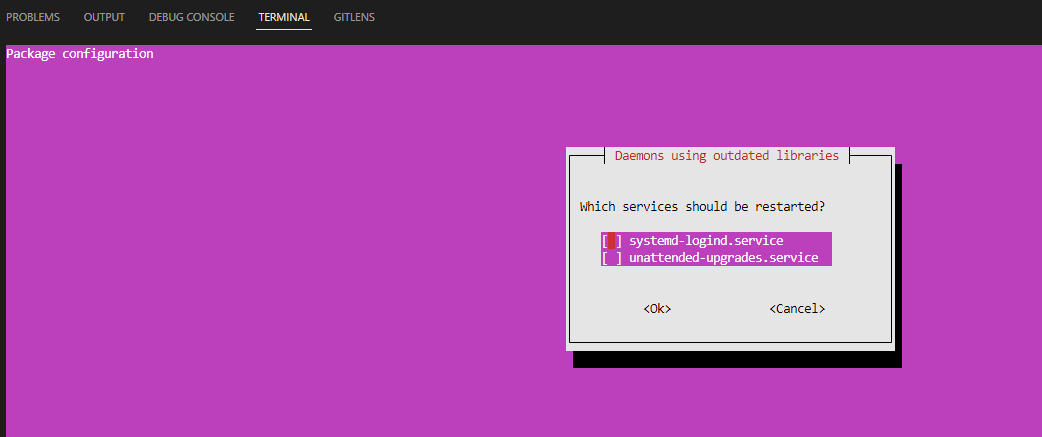 PROBLEMS OUTPUT DEBUG CONSOLE TERMINAL GITLENS
Package configuration
Daemons using outdated libraries
Which services should be restarted?
[ ] systemd-logind.service
[ ] unattended-upgrades.service
<Ok> <Cancel>